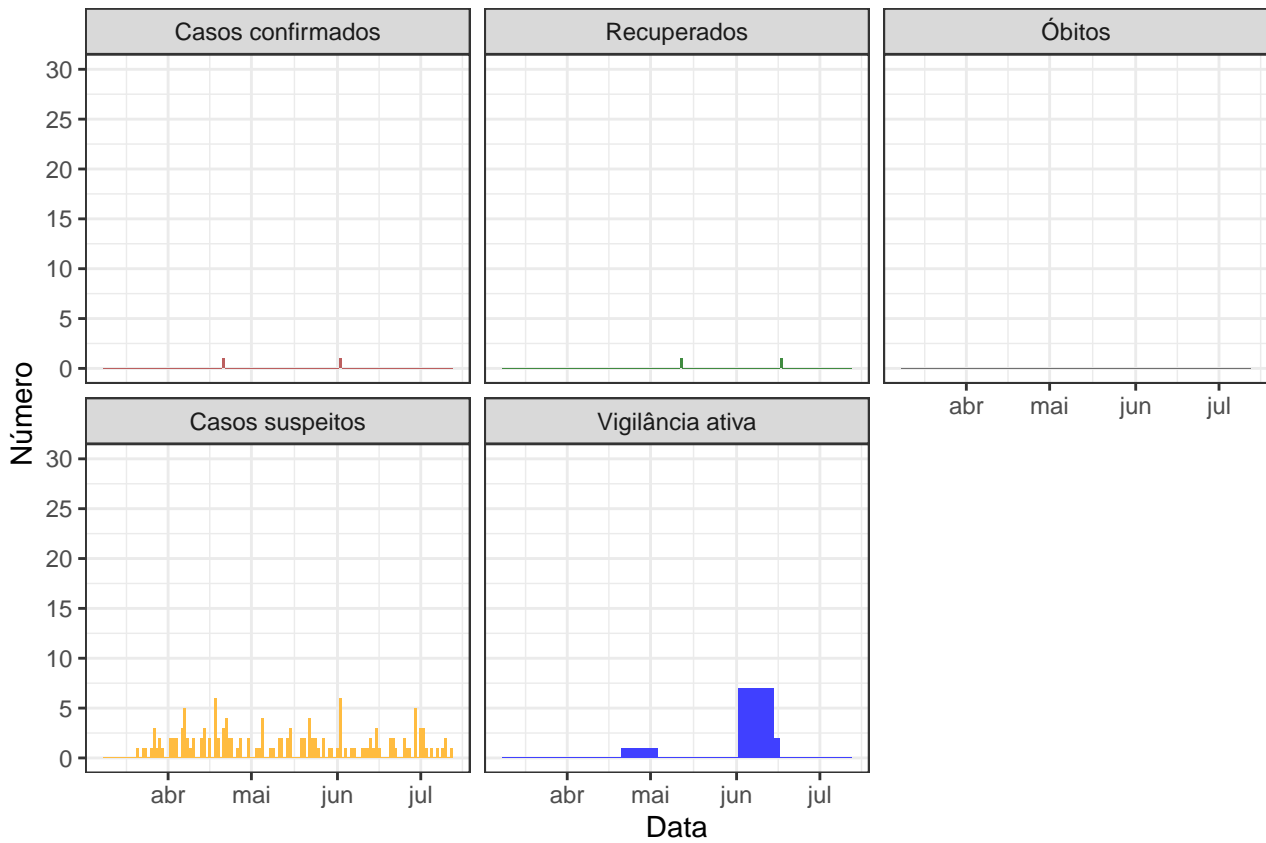 Casos confirmados
Recuperados
Óbitos
30
25
20
15
10
5
0
abr mai jun jul
Número
Casos suspeitos
Vigilância ativa
30
25
20
15
10
5
0
abr mai jun jul
abr mai jun jul
Data